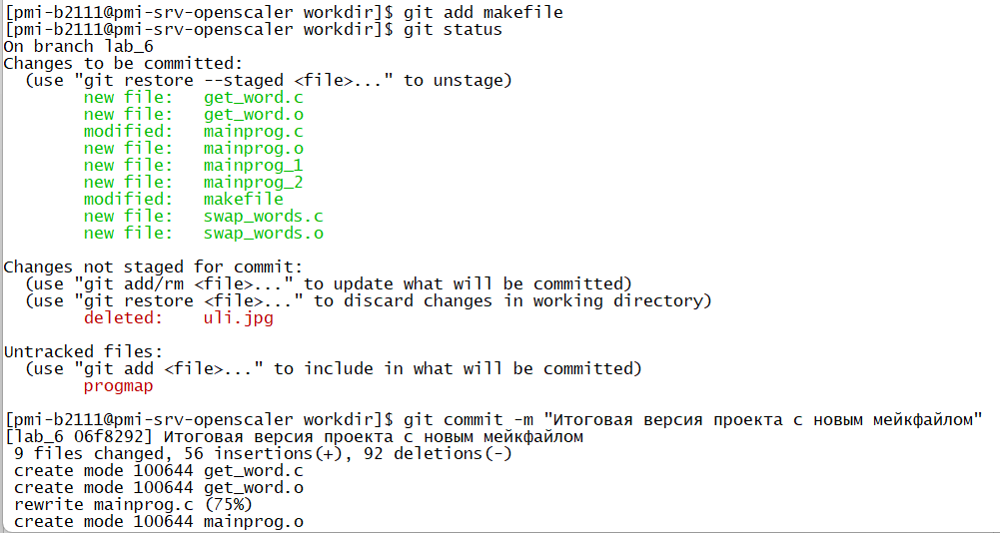 [pmi-b2111@pmi-srv-openscaler workdir]$ git add makefile
[pmi-b2111@pmi-srv-openscaler workdir]$ git status
On branch lab_6
Changes to be committed:
  (use "git restore --staged <file>..." to unstage)
        new file:   get_word.c
        new file:   get_word.o
        modified:   mainprog.c
        new file:   mainprog.o
        new file:   mainprog_1
        new file:   mainprog_2
        modified:   makefile
        new file:   swap_words.c
        new file:   swap_words.o

Changes not staged for commit:
  (use "git add/rm <file>..." to update what will be committed)
  (use "git restore <file>..." to discard changes in working directory)
        deleted:    uli.jpg

Untracked files:
  (use "git add <file>..." to include in what will be committed)
        progmap

[pmi-b2111@pmi-srv-openscaler workdir]$ git commit -m "Итоговая версия проекта с новым мейкфайлом"
[lab_6 06f8292] Итоговая версия проекта с новым мейкфайлом
 9 files changed, 56 insertions(+), 92 deletions(-)
 create mode 100644 get_word.c
 create mode 100644 get_word.o
 rewrite mainprog.c (75%)
 create mode 100644 mainprog.o